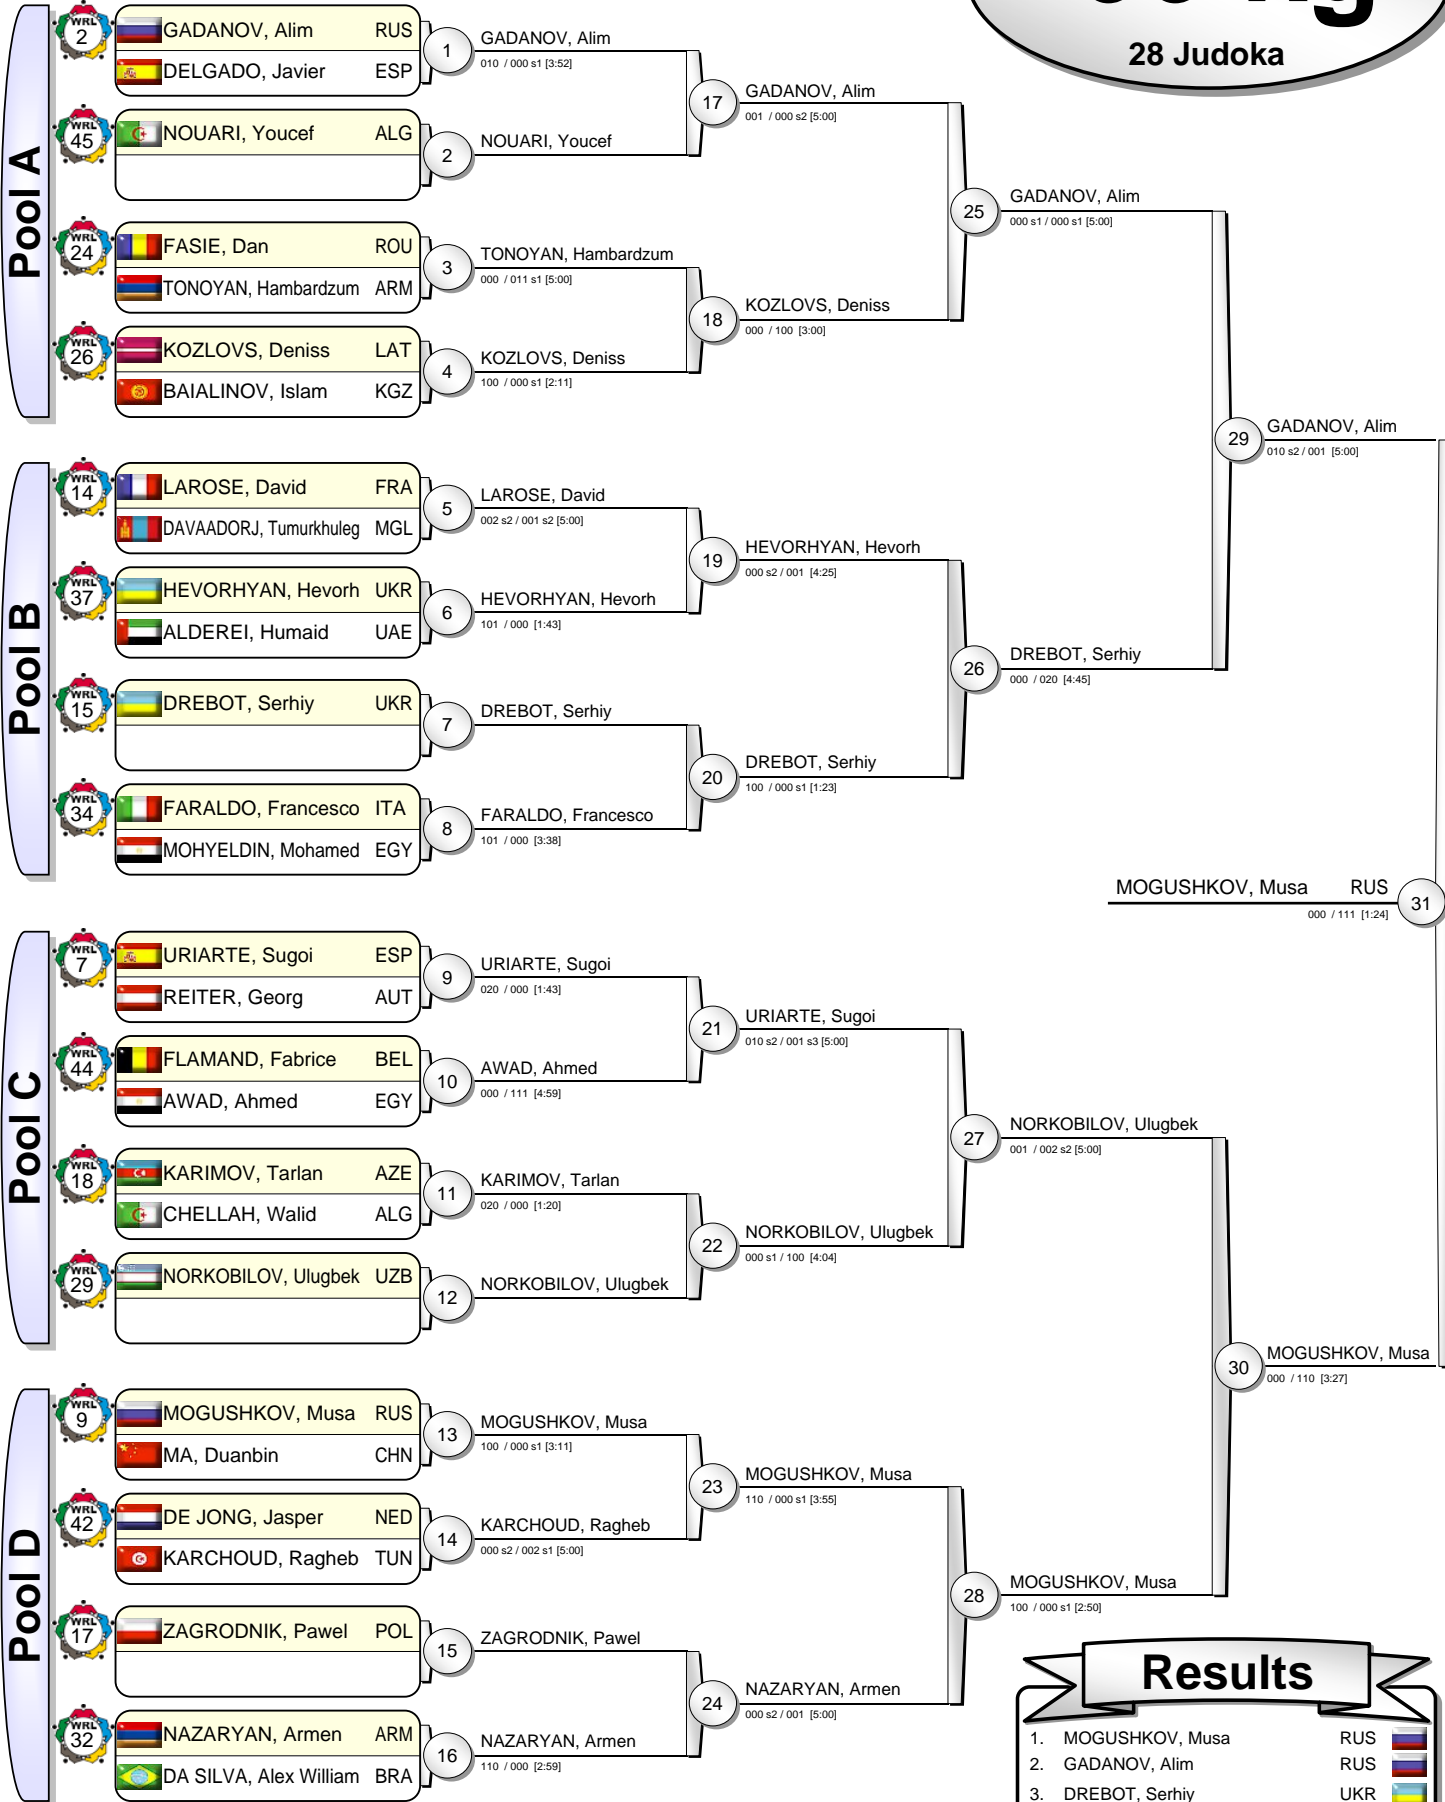 28 Judoka
Pool A
WRL 2 GADANOV, Alim RUS
DELGADO, Javier ESP
WRL 45 NOUARI, Youcef ALG
WRL 24 FASIE, Dan ROU
TONOYAN, Hambardzum ARM
WRL 26 KOZLOVS, Deniss LAT
BAIALINOV, Islam KGZ
1 GADANOV, Alim
010 / 000 s1 [3:52]
2 NOUARI, Youcef
3 TONOYAN, Hambardzum
000 / 011 s1 [5:00]
4 KOZLOVS, Deniss
100 / 000 s1 [2:11]
17 GADANOV, Alim
001 / 000 s2 [5:00]
18 KOZLOVS, Deniss
000 / 100 [3:00]
25 GADANOV, Alim
000 s1 / 000 s1 [5:00]
Pool B
WRL 14 LAROSE, David FRA
DAVAADORJ, Tumurkhuleg MGL
WRL 37 HEVORHYAN, Hevorh UKR
ALDEREI, Humaid UAE
WRL 15 DREBOT, Serhiy UKR
WRL 34 FARALDO, Francesco ITA
MOHYELDIN, Mohamed EGY
5 LAROSE, David
002 s2 / 001 s2 [5:00]
6 HEVORHYAN, Hevorh
101 / 000 [1:43]
7 DREBOT, Serhiy
8 FARALDO, Francesco
101 / 000 [3:38]
19 HEVORHYAN, Hevorh
000 s2 / 001 [4:25]
20 DREBOT, Serhiy
100 / 000 s1 [1:23]
26 DREBOT, Serhiy
000 / 020 [4:45]
29 GADANOV, Alim
010 s2 / 001 [5:00]
MOGUSHKOV, Musa RUS 31
000 / 111 [1:24]
Pool C
WRL 7 URIARTE, Sugoi ESP
REITER, Georg AUT
WRL 44 FLAMAND, Fabrice BEL
AWAD, Ahmed EGY
WRL 18 KARIMOV, Tarlan AZE
CHELLAH, Walid ALG
WRL 29 NORKOBILOV, Ulugbek UZB
9 URIARTE, Sugoi
020 / 000 [1:43]
10 AWAD, Ahmed
000 / 111 [4:59]
11 KARIMOV, Tarlan
020 / 000 [1:20]
12 NORKOBILOV, Ulugbek
21 URIARTE, Sugoi
010 s2 / 001 s3 [5:00]
22 NORKOBILOV, Ulugbek
000 s1 / 100 [4:04]
27 NORKOBILOV, Ulugbek
001 / 002 s2 [5:00]
Pool D
WRL 9 MOGUSHKOV, Musa RUS
MA, Duanbin CHN
WRL 42 DE JONG, Jasper NED
KARCHOUD, Ragheb TUN
WRL 17 ZAGRODNIK, Pawel POL
WRL 32 NAZARYAN, Armen ARM
DA SILVA, Alex William BRA
13 MOGUSHKOV, Musa
100 / 000 s1 [3:11]
14 KARCHOUD, Ragheb
000 s2 / 002 s1 [5:00]
15 ZAGRODNIK, Pawel
16 NAZARYAN, Armen
110 / 000 [2:59]
23 MOGUSHKOV, Musa
110 / 000 s1 [3:55]
24 NAZARYAN, Armen
000 s2 / 001 [5:00]
28 MOGUSHKOV, Musa
100 / 000 s1 [2:50]
30 MOGUSHKOV, Musa
000 / 110 [3:27]
Results
1. MOGUSHKOV, Musa RUS
2. GADANOV, Alim RUS
3. DREBOT, Serhiy UKR